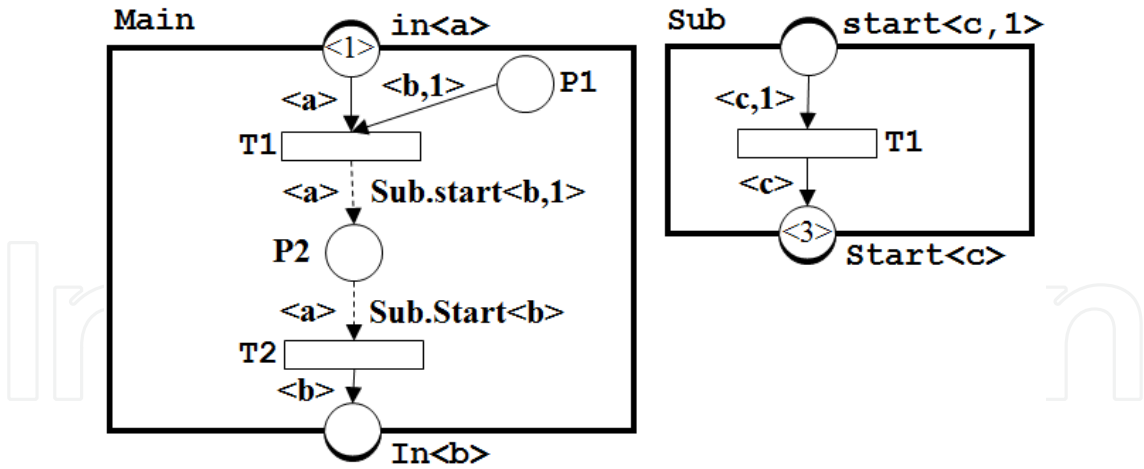 Main
in<a>
<1>
<b,1>
P1
<a>
T1
<a>
Sub.start<b,1>
P2
<a>
Sub.Start<b>
T2
<b>
In<b>
Sub
start<c,1>
<c,1>
T1
<c>
<3>
Start<c>